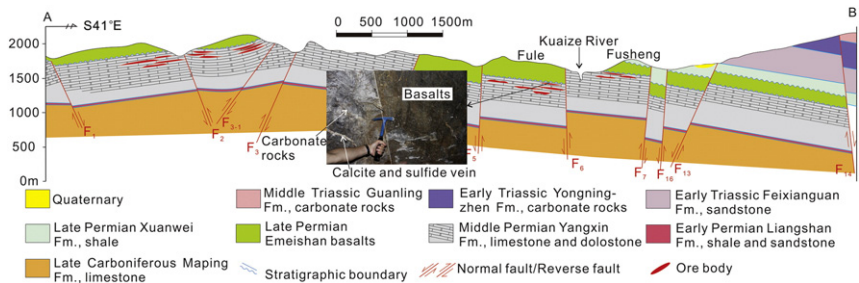 A
B
S41°E
0 500 1000 1500m
2000
1500
1000
500
0m
Fule
Kuaize River
Fusheng
Basalts
Carbonate
rocks
Calcite and sulfide vein
F1
F2
F3-1
F3
F5
F6
F7
F16
F13
F14
Quaternary
Middle Triassic Guanling
Fm., carbonate rocks
Early Triassic Yongning-
zhen Fm., carbonate rocks
Early Triassic Feixianguan
Fm., sandstone
Late Permian Xuanwei
Fm., shale
Late Permian
Emeishan basalts
Middle Permian Yangxin
Fm., limestone and dolostone
Early Permian Liangshan
Fm., shale and sandstone
Late Carboniferous Maping
Fm., limestone
Stratigraphic boundary
Normal fault/Reverse fault
Ore body